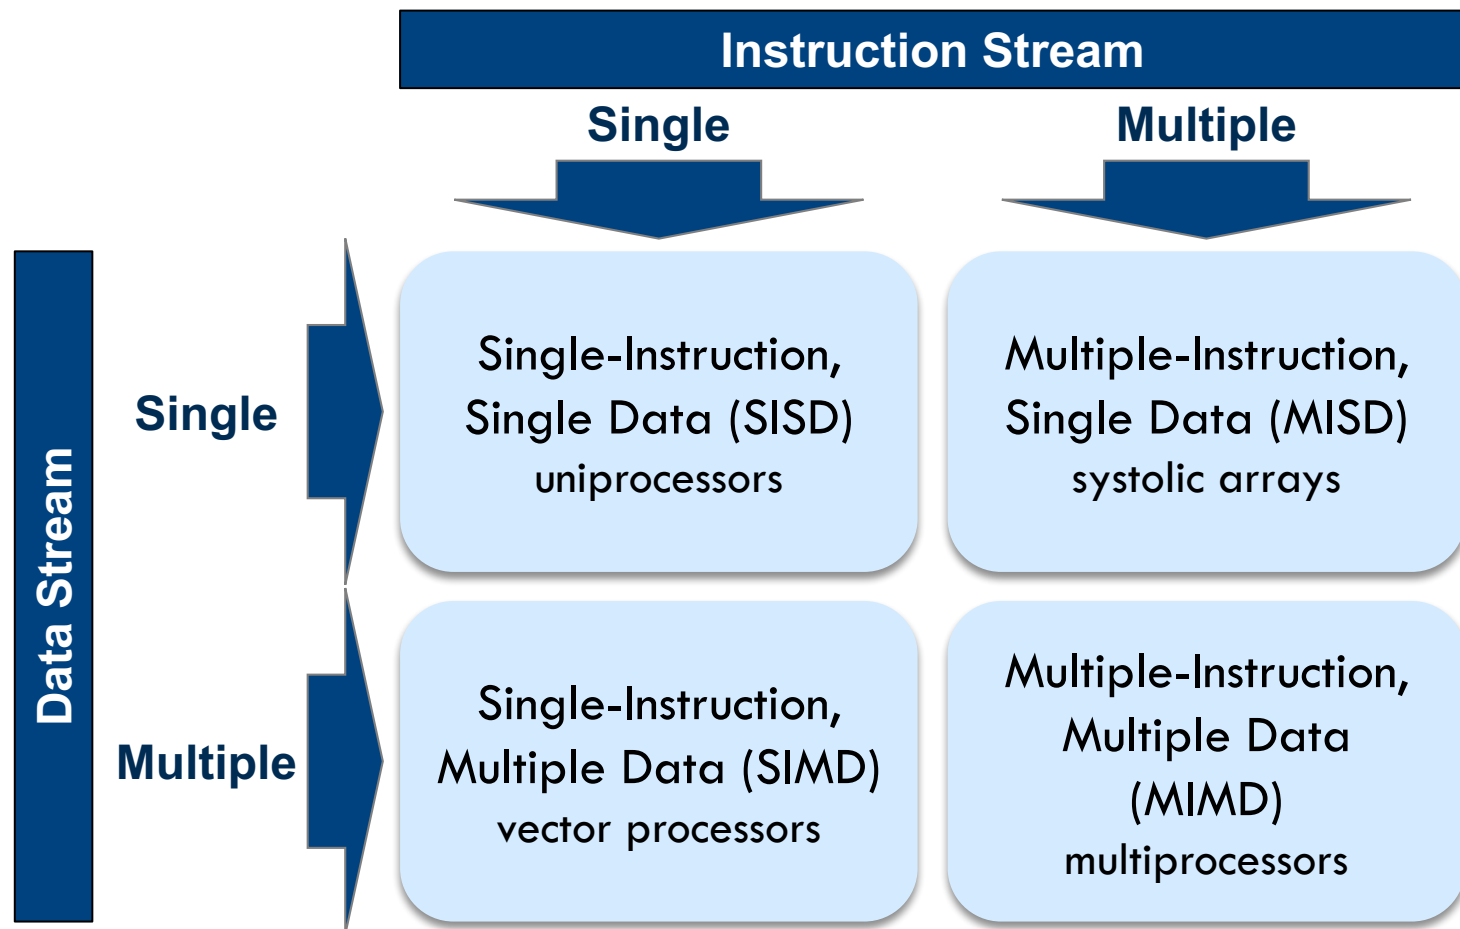 Instruction Stream
Single
Multiple
Data Stream
Single
Single-Instruction,
Single Data (SISD)
uniprocessors
Multiple-Instruction,
Single Data (MISD)
systolic arrays
Multiple
Single-Instruction,
Multiple Data (SIMD)
vector processors
Multiple-Instruction,
Multiple Data
(MIMD)
multiprocessors